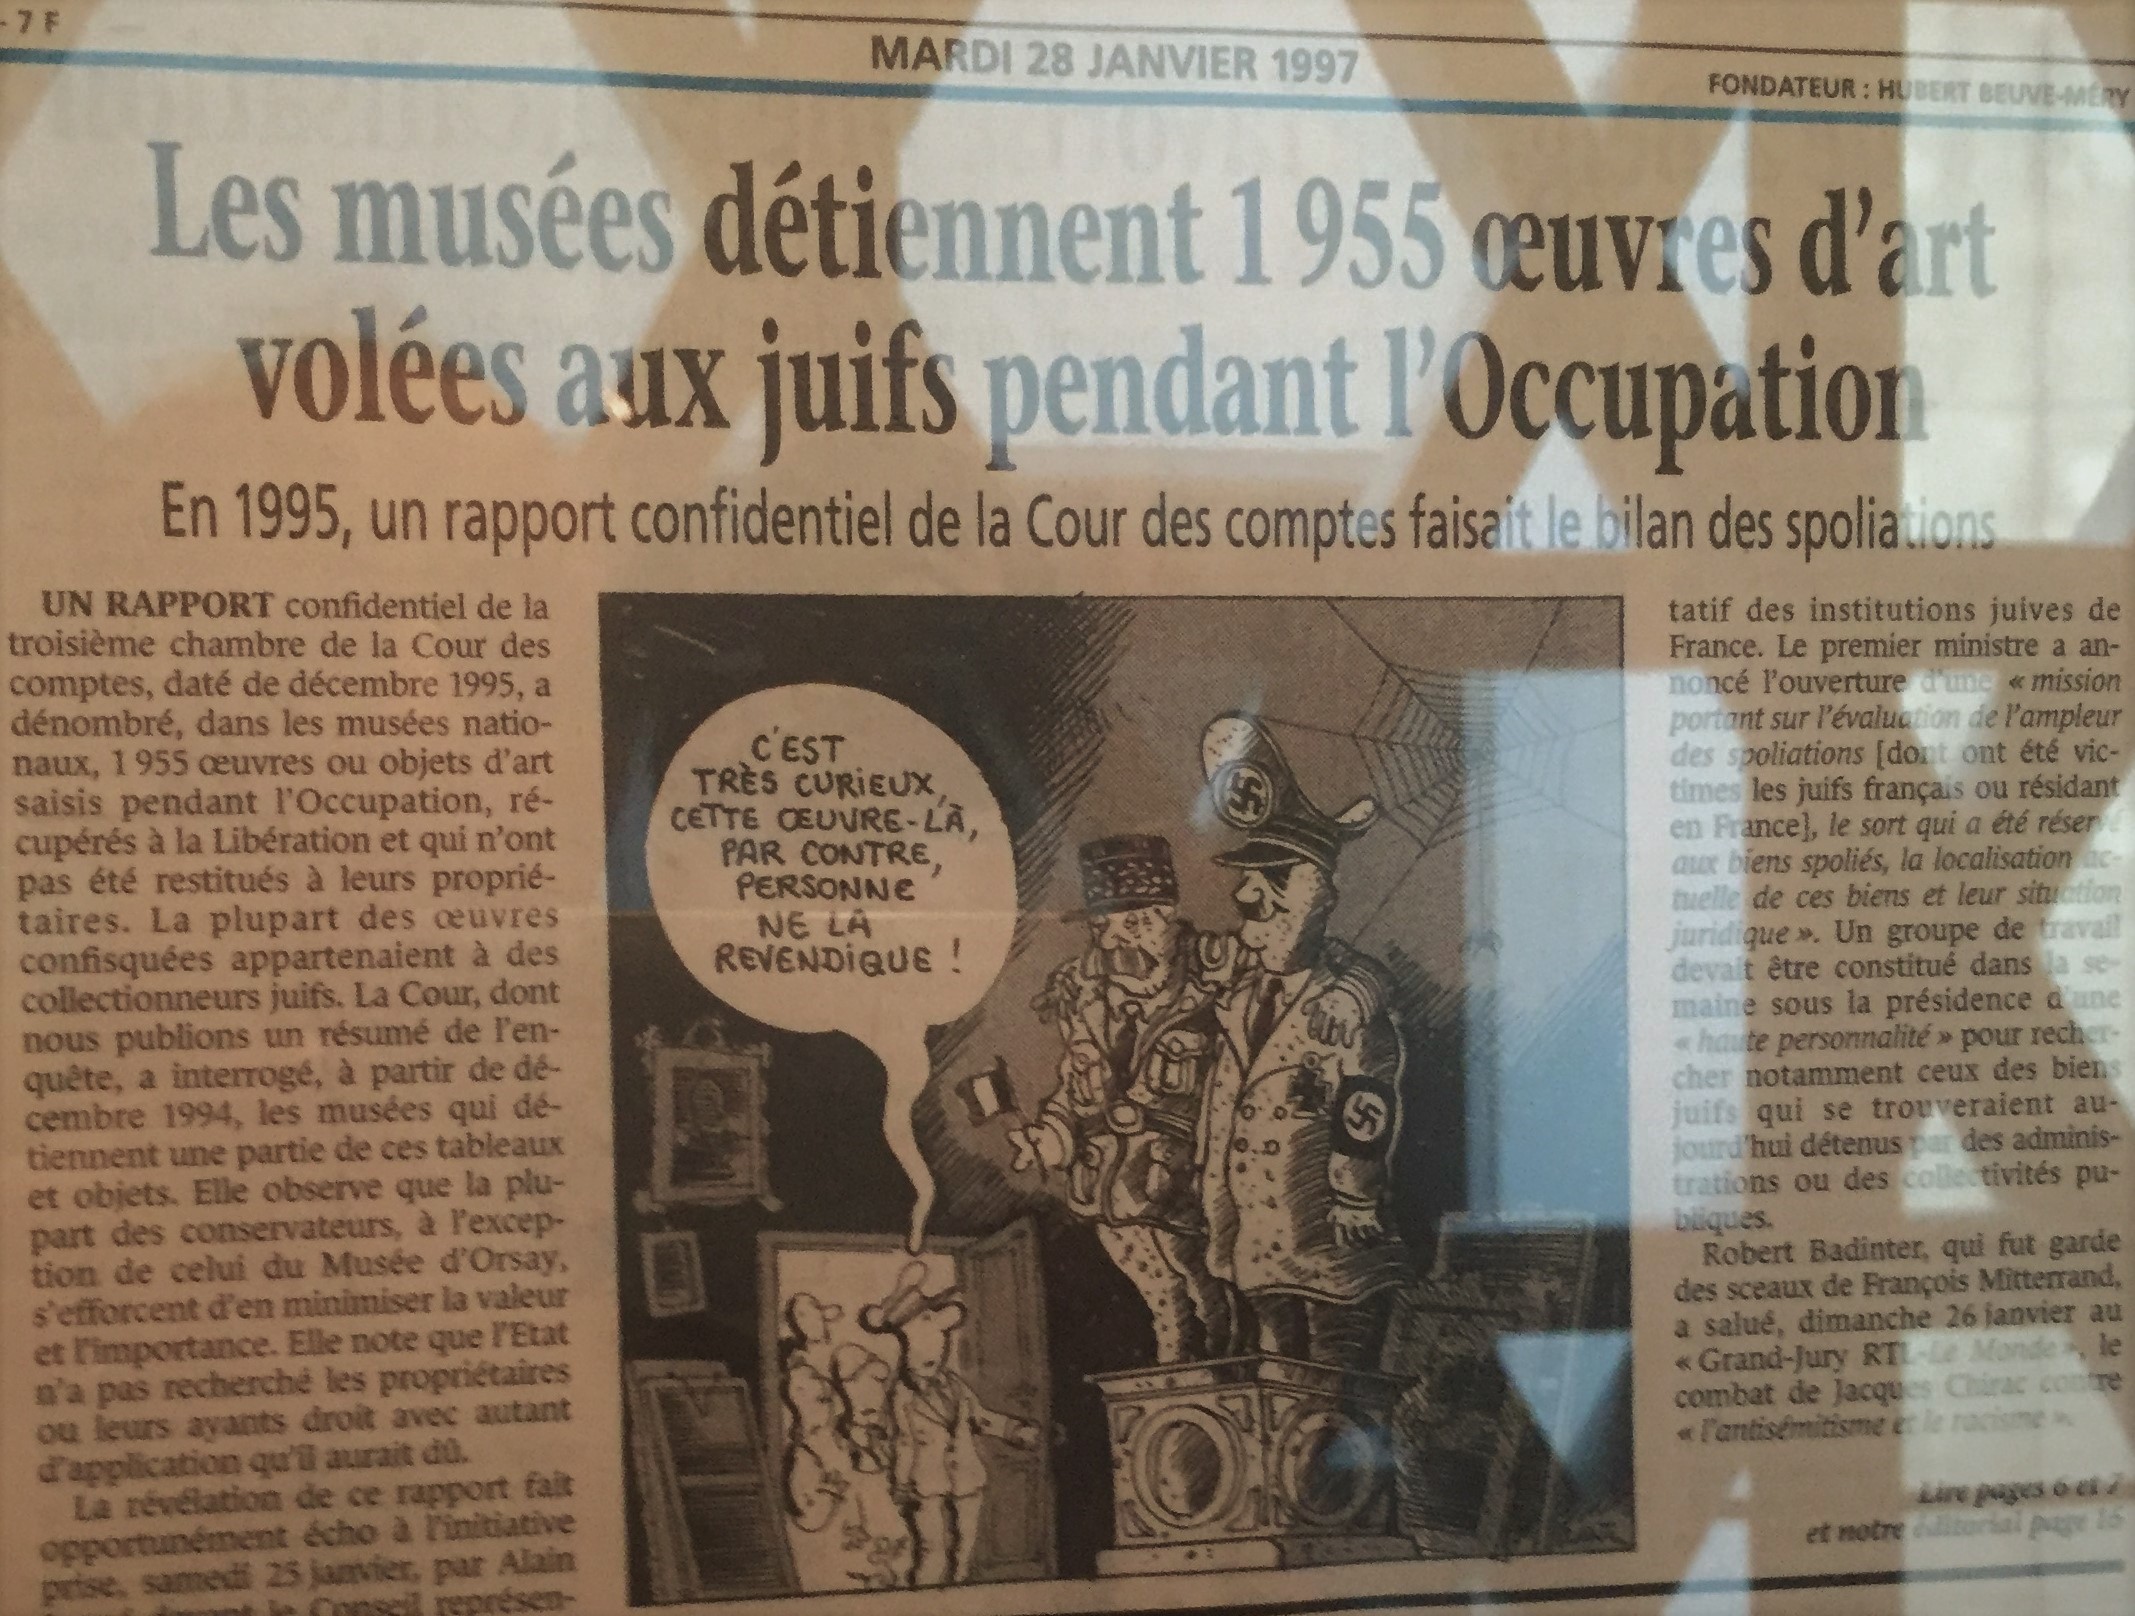 - 7 F
MARDI 28 JANVIER 1997
FONDATEUR : HUBERT BEUVE-MÉRY
Les musées détiennent 1 955 œuvres d'art
volées aux juifs pendant l'Occupation
En 1995, un rapport confidentiel de la Cour des comptes faisait le bilan des spoliations
UN RAPPORT confidentiel de la
troisième chambre de la Cour des
comptes, daté de décembre 1995, a
dénombré, dans les musées natio-
naux, 1 955 œuvres ou objets d'art
saisis pendant l'Occupation, ré-
cupérés à la Libération et qui n'ont
pas été restitués à leurs proprié-
taires. La plupart des œuvres
confisquées appartenaient à des
collectionneurs juifs. La Cour, dont
nous publions un résumé de l'en-
quête, a interrogé, à partir de dé-
cembre 1994, les musées qui dé-
tiennent une partie de ces tableaux
et objets. Elle observe que la plu-
part des conservateurs, à l'excep-
tion de celui du Musée d'Orsay,
s'efforcent d'en minimiser la valeur
et l'importance. Elle note que l'Etat
n'a pas recherché les propriétaires
ou leurs ayants droit avec autant
d'application qu'il aurait dû.
La révélation de ce rapport fait
opportunément écho à l'initiative
prise, samedi 25 janvier, par Alain
devant le Conseil représen-
C'EST
TRÈS CURIEUX,
CETTE ŒUVRE-LÀ,
PAR CONTRE,
PERSONNE
NE LA
REVENDIQUE !
tatif des institutions juives de
France. Le premier ministre a an-
noncé l'ouverture d'une « mission
portant sur l'évaluation de l'ampleur
des spoliations [dont ont été vic-
times les juifs français ou résidant
en France], le sort qui a été réservé
aux biens spoliés, la localisation ac-
tuelle de ces biens et leur situation
juridique ». Un groupe de travail
devait être constitué dans la se-
maine sous la présidence d'une
« haute personnalité » pour recher-
cher notamment ceux des biens
juifs qui se trouveraient au-
jourd'hui détenus par des adminis-
trations ou des collectivités pu-
bliques.
Robert Badinter, qui fut garde
des sceaux de François Mitterrand,
a salué, dimanche 26 janvier au
« Grand-Jury RTL-Le Monde », le
combat de Jacques Chirac contre
« l'antisémitisme et le racisme ».
Lire pages 6 et 7
et notre éditorial page 16